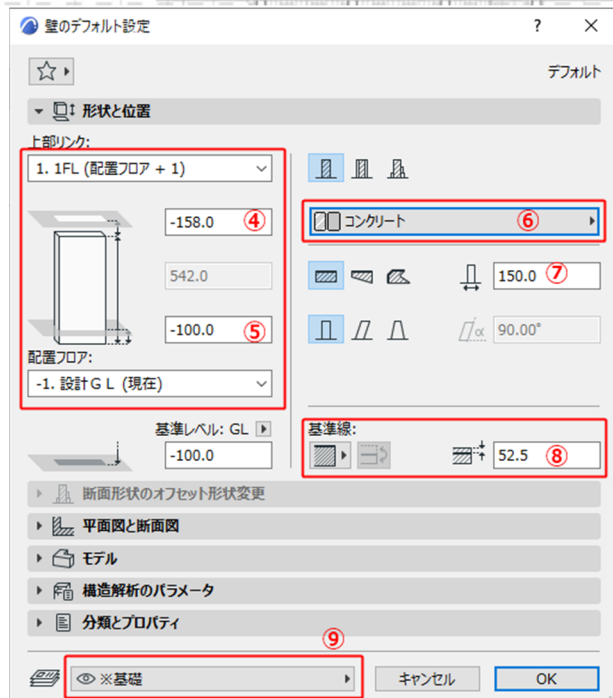 壁のデフォルト設定
?
デフォルト
形状と位置
上部リンク:
1. 1FL (配置フロア + 1)
-158.0 ④
コンクリート ⑥
542.0
150.0 ⑦
-100.0 ⑤
α 90.00°
配置フロア:
-1. 設計ＧＬ (現在)
基準レベル: GL
-100.0
基準線:
52.5 ⑧
断面形状のオフセット形状変更
平面図と断面図
モデル
構造解析のパラメータ
分類とプロパティ
⑨
※基礎
キャンセル
OK